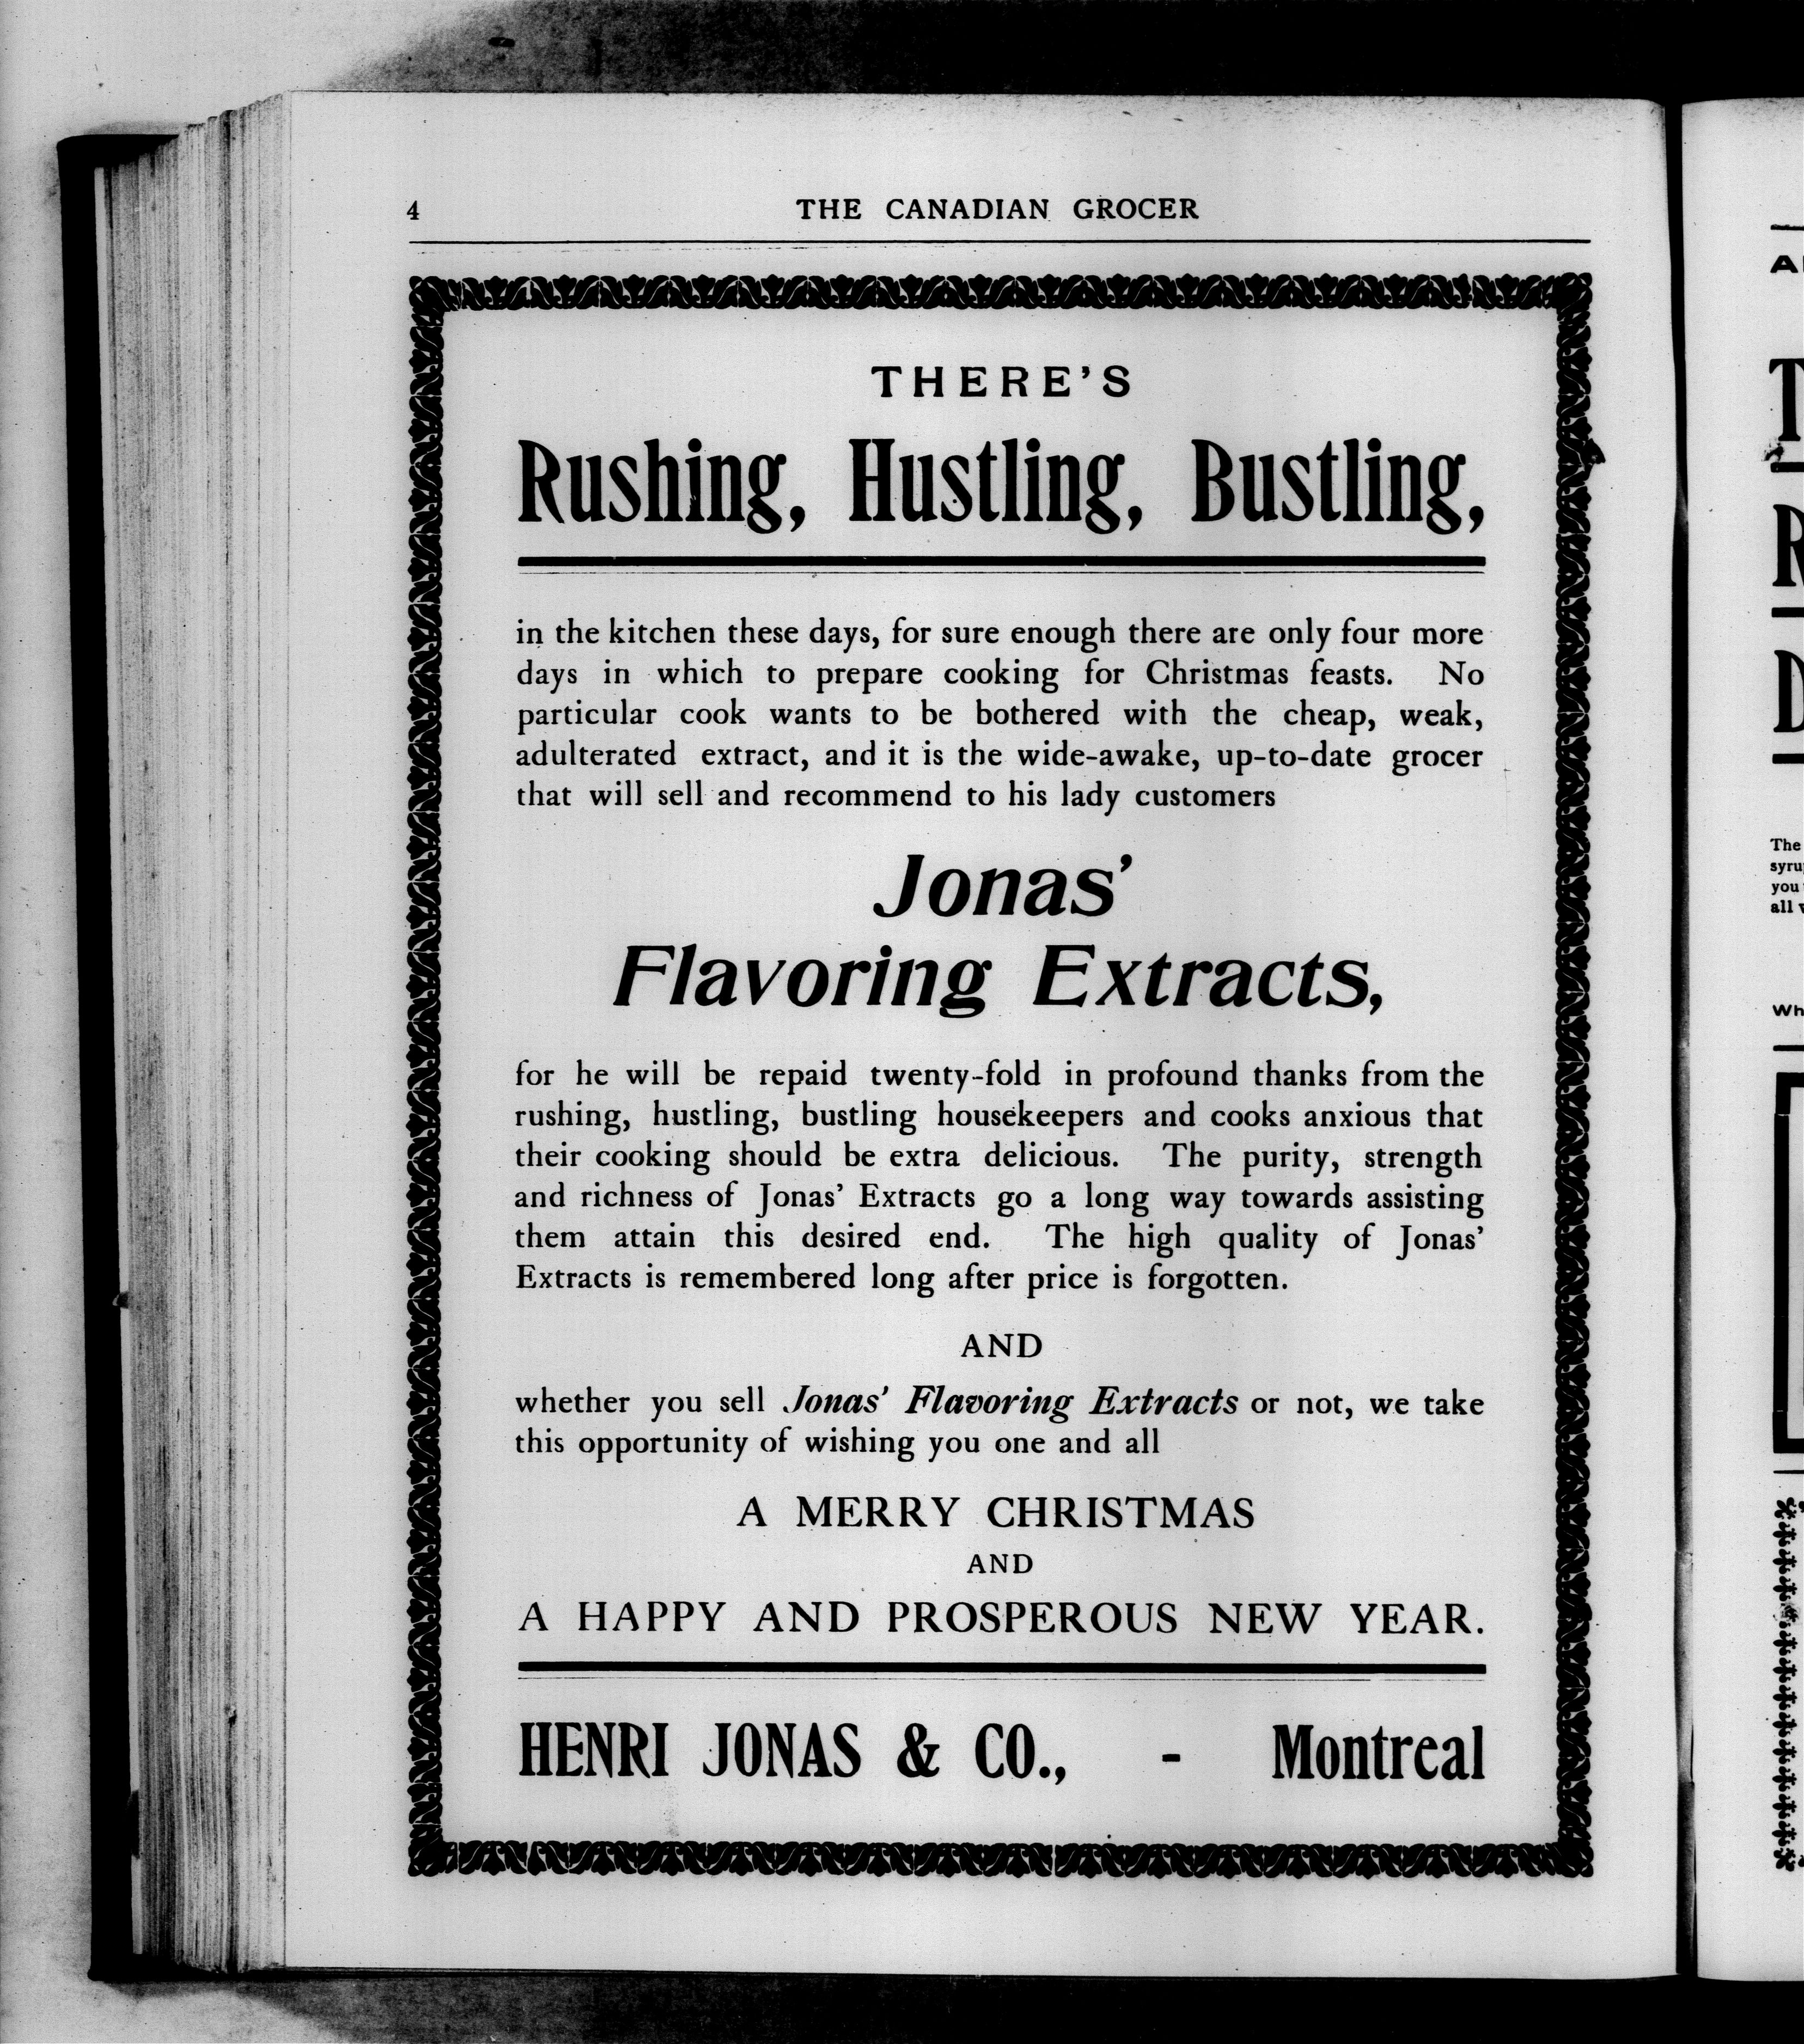 4 THE CANADIAN GROCER
THERE'S
Rushing, Hustling, Bustling,
in the kitchen these days, for sure enough there are only four more
days in which to prepare cooking for Christmas feasts. No
particular cook wants to be bothered with the cheap, weak,
adulterated extract, and it is the wide-awake, up-to-date grocer
that will sell and recommend to his lady customers
Jonas'
Flavoring Extracts,
for he will be repaid twenty-fold in profound thanks from the
rushing, hustling, bustling housekeepers and cooks anxious that
their cooking should be extra delicious. The purity, strength
and richness of Jonas' Extracts go a long way towards assisting
them attain this desired end. The high quality of Jonas'
Extracts is remembered long after price is forgotten.
AND
whether you sell Jonas' Flavoring Extracts or not, we take
this opportunity of wishing you one and all
A MERRY CHRISTMAS
AND
A HAPPY AND PROSPEROUS NEW YEAR.
HENRI JONAS & CO., - Montreal
The
you
all